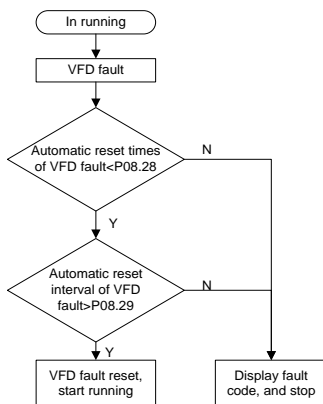 In running
VFD fault
Automatic reset times
of VFD fault<P08.28
N
Y
Automatic reset
interval of VFD
fault>P08.29
N
Y
VFD fault reset,
start running
Display fault
code, and stop